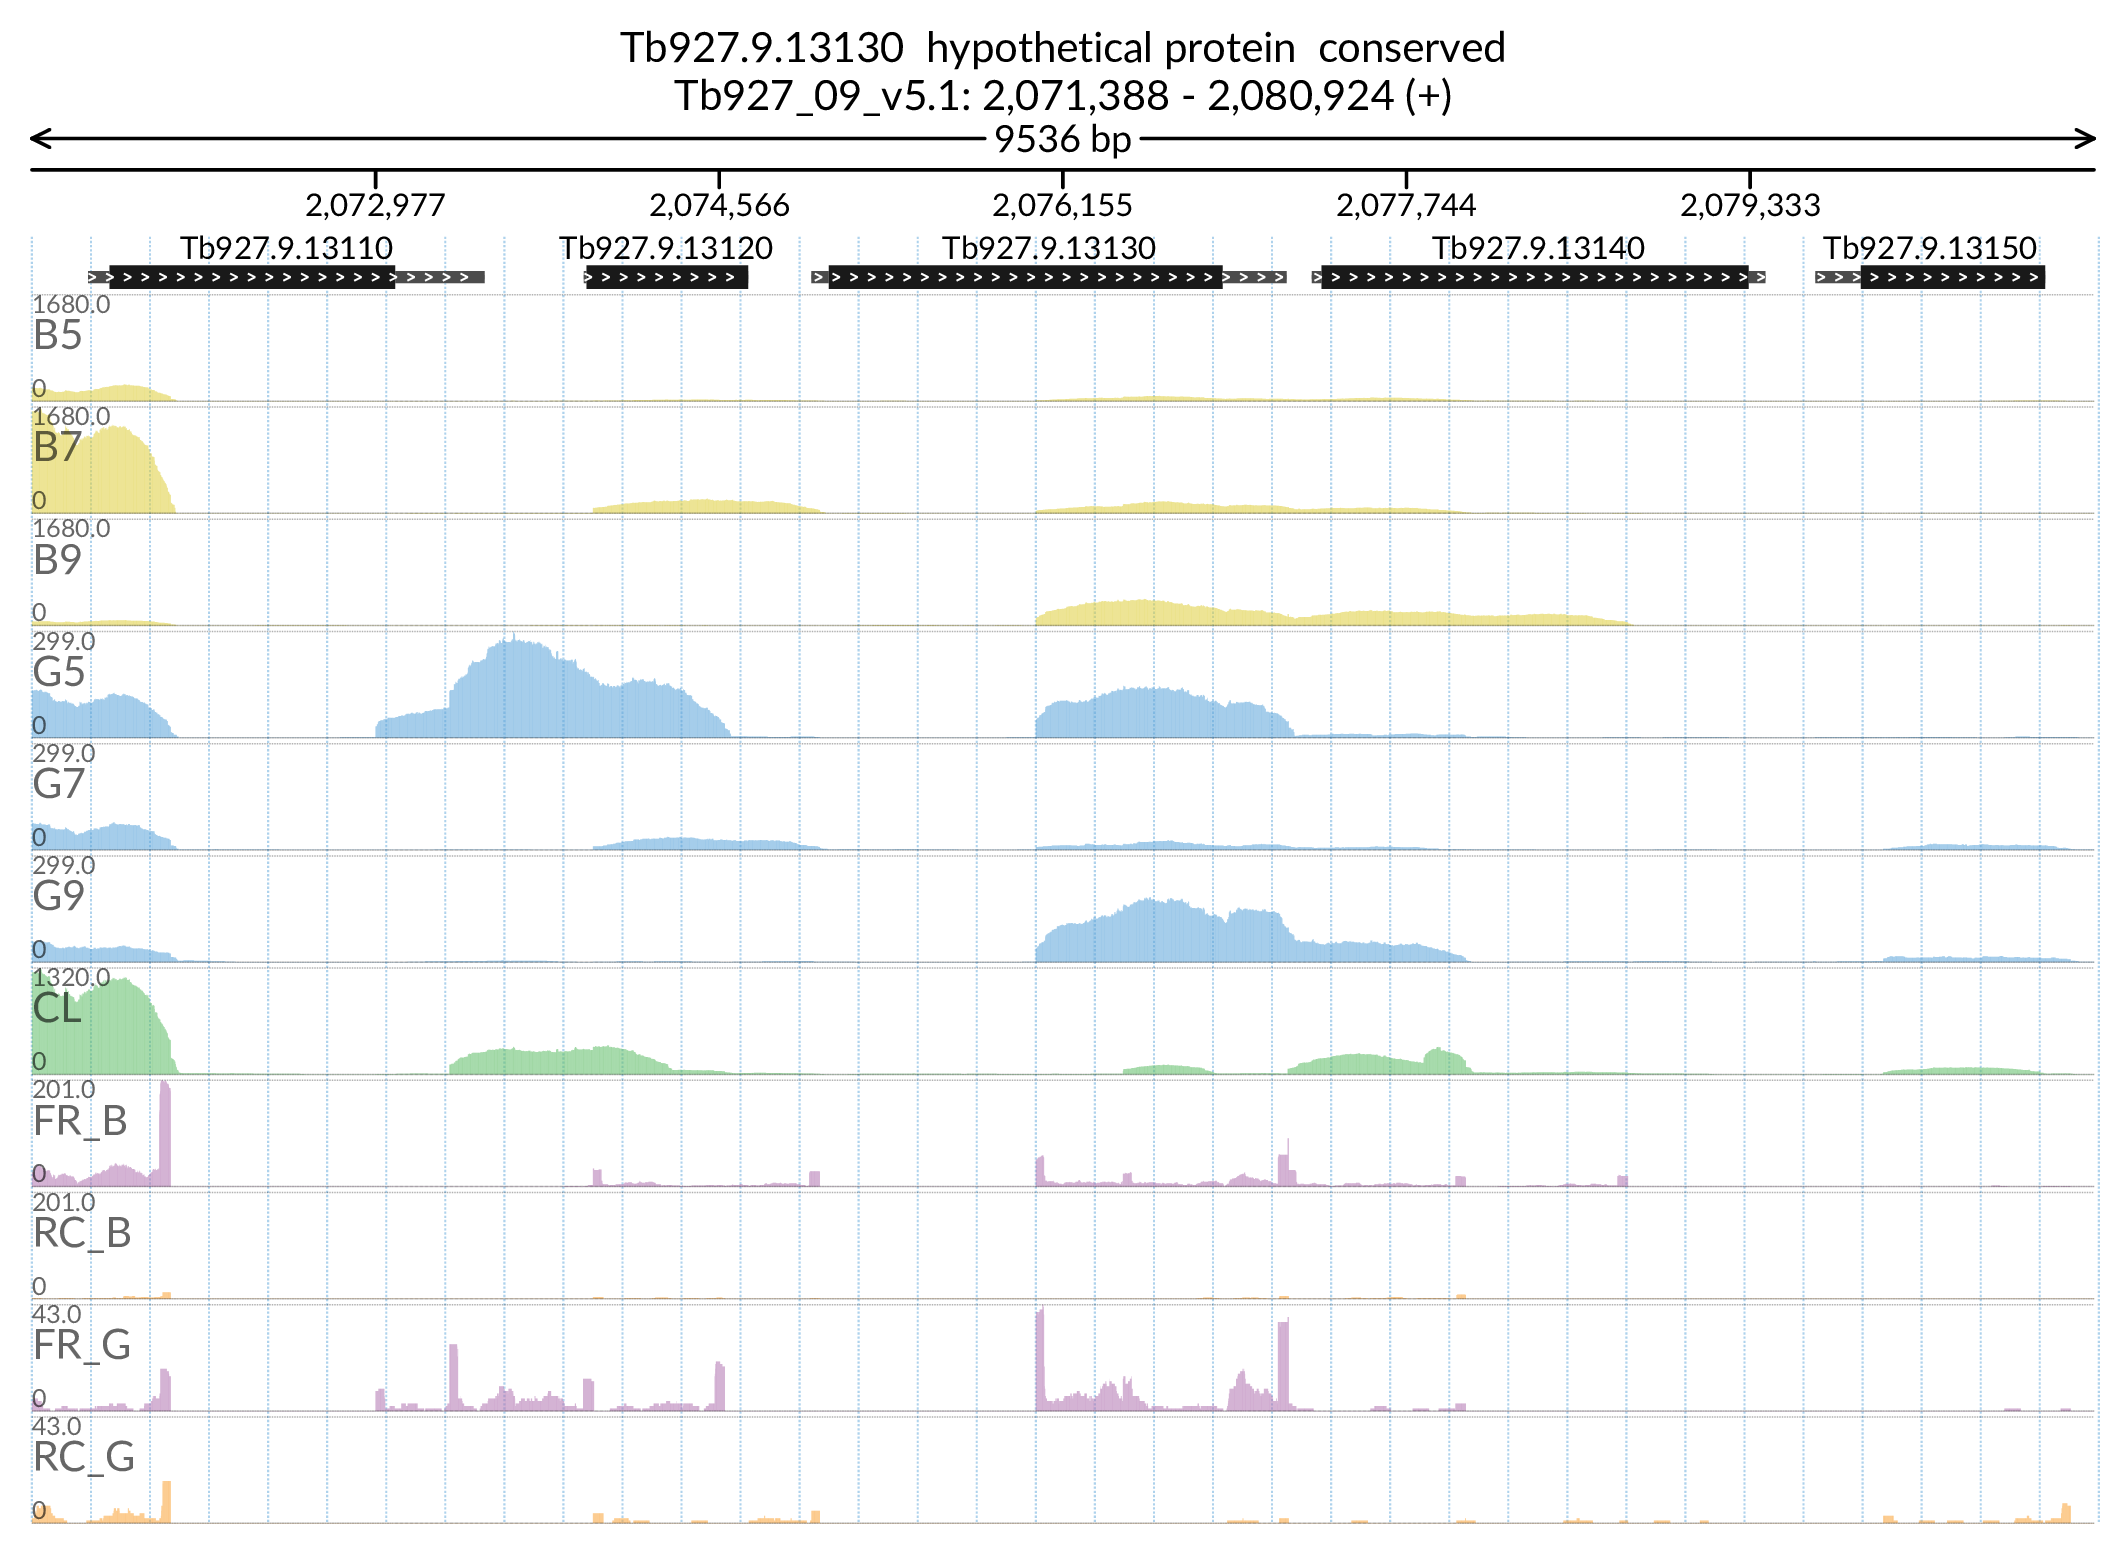 Tb927.9.13130 hypothetical protein conserved
Tb927_09_v5.1: 2,071,388 - 2,080,924 (+)
9536 bp
2,072,977 2,074,566 2,076,155 2,077,744 2,079,333
Tb927.9.13110 Tb927.9.13120 Tb927.9.13130 Tb927.9.13140 Tb927.9.13150
1680.0
B5
0
1680.0
B7
0
1680.0
B9
0
299.0
G5
0
299.0
G7
0
299.0
G9
0
1320.0
CL
0
201.0
FR_B
0
201.0
RC_B
0
43.0
FR_G
0
43.0
RC_G
0